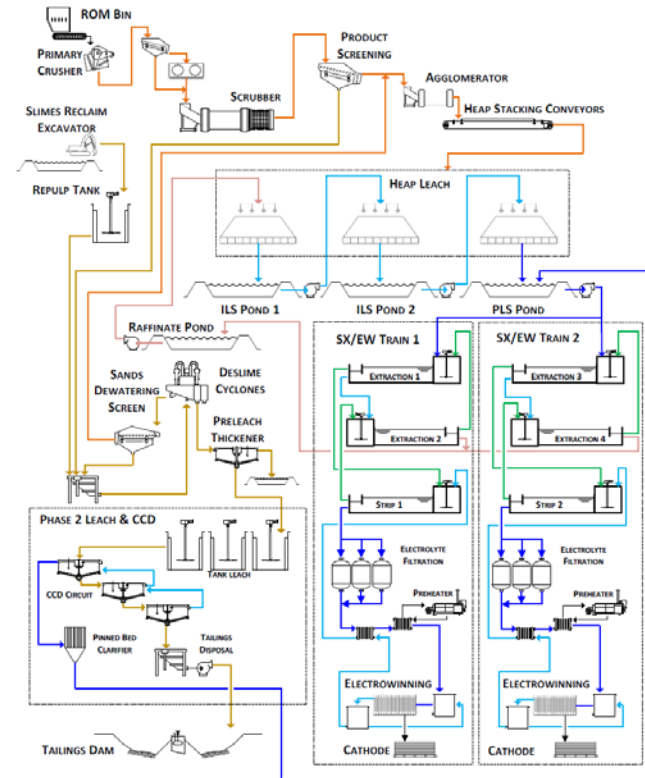 ROM BIN
PRIMARY
CRUSHER
PRODUCT
SCREENING
SCRUBBER
AGGLOMERATOR
HEAP STACKING CONVEYORS
SLIMES RECLAIM
EXCAVATOR
REPULP TANK
HEAP LEACH
ILS POND 1
ILS POND 2
PLS POND
RAFFINATE POND
SX/EW TRAIN 1
SX/EW TRAIN 2
SANDS
DEWATERING
SCREEN
DESLIME
CYCLONES
PRELEACH
THICKENER
EXTRACTION 1
EXTRACTION 2
STRIP 1
EXTRACTION 3
EXTRACTION 4
STRIP 2
PHASE 2 LEACH & CCD
TANK LEACH
CCD CIRCUIT
PINNED BED
CLARIFIER
TAILINGS
DISPOSAL
TAILINGS DAM
ELECTROLYTE
FILTRATION
PREHEATER
ELECTROWINNING
CATHODE
ELECTROLYTE
FILTRATION
PREHEATER
ELECTROWINNING
CATHODE